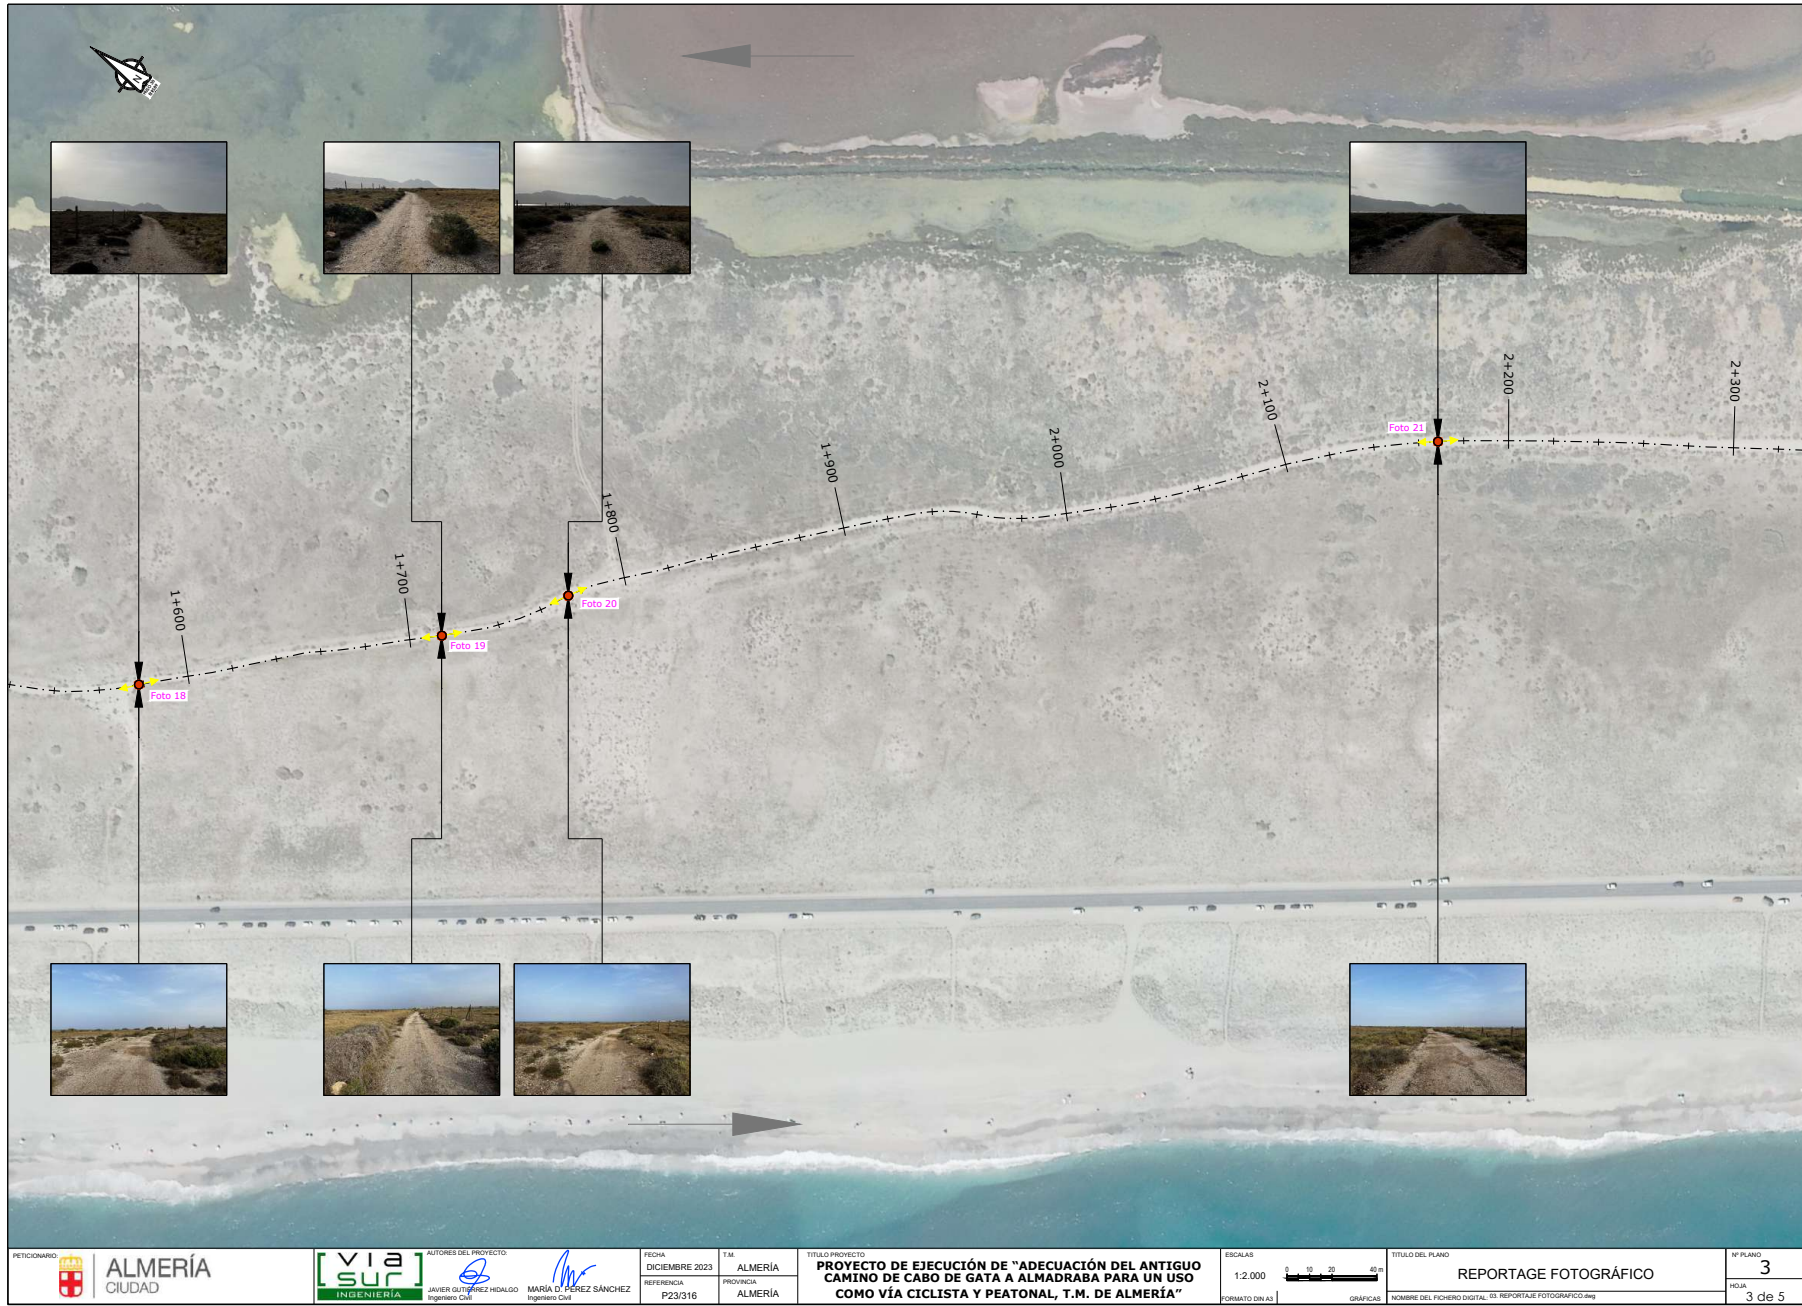 N
Foto 18
1+600
1+700
Foto 19
Foto 20
1+800
1+900
2+000
2+100
Foto 21
2+200
2+300
PETICIONARIO:
ALMERÍA
CIUDAD
via
sur
INGENIERÍA
AUTORES DEL PROYECTO:
JAVIER GUTIÉRREZ HIDALGO
Ingeniero Civil
MARÍA D. PÉREZ SÁNCHEZ
Ingeniero Civil
FECHA
DICIEMBRE 2023
REFERENCIA
P23/316
T.M.
ALMERÍA
PROVINCIA
ALMERÍA
TITULO PROYECTO
PROYECTO DE EJECUCIÓN DE “ADECUACIÓN DEL ANTIGUO
CAMINO DE CABO DE GATA A ALMADRABA PARA UN USO
COMO VÍA CICLISTA Y PEATONAL, T.M. DE ALMERÍA”
ESCALAS
1:2.000
0 10 20 40 m
FORMATO DIN A3
GRÁFICAS
TITULO DEL PLANO
REPORTAGE FOTOGRÁFICO
NOMBRE DEL FICHERO DIGITAL: 03. REPORTAJE FOTOGRAFICO.dwg
Nº PLANO
3
HOJA
3 de 5